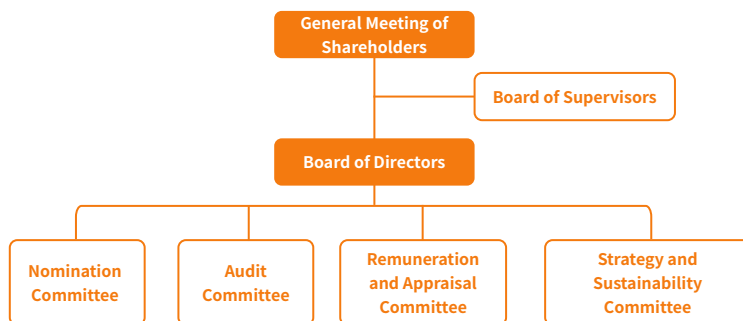 General Meeting of
Shareholders
Board of Supervisors
Board of Directors
Nomination
Committee
Audit
Committee
Remuneration
and Appraisal
Committee
Strategy and
Sustainability
Committee